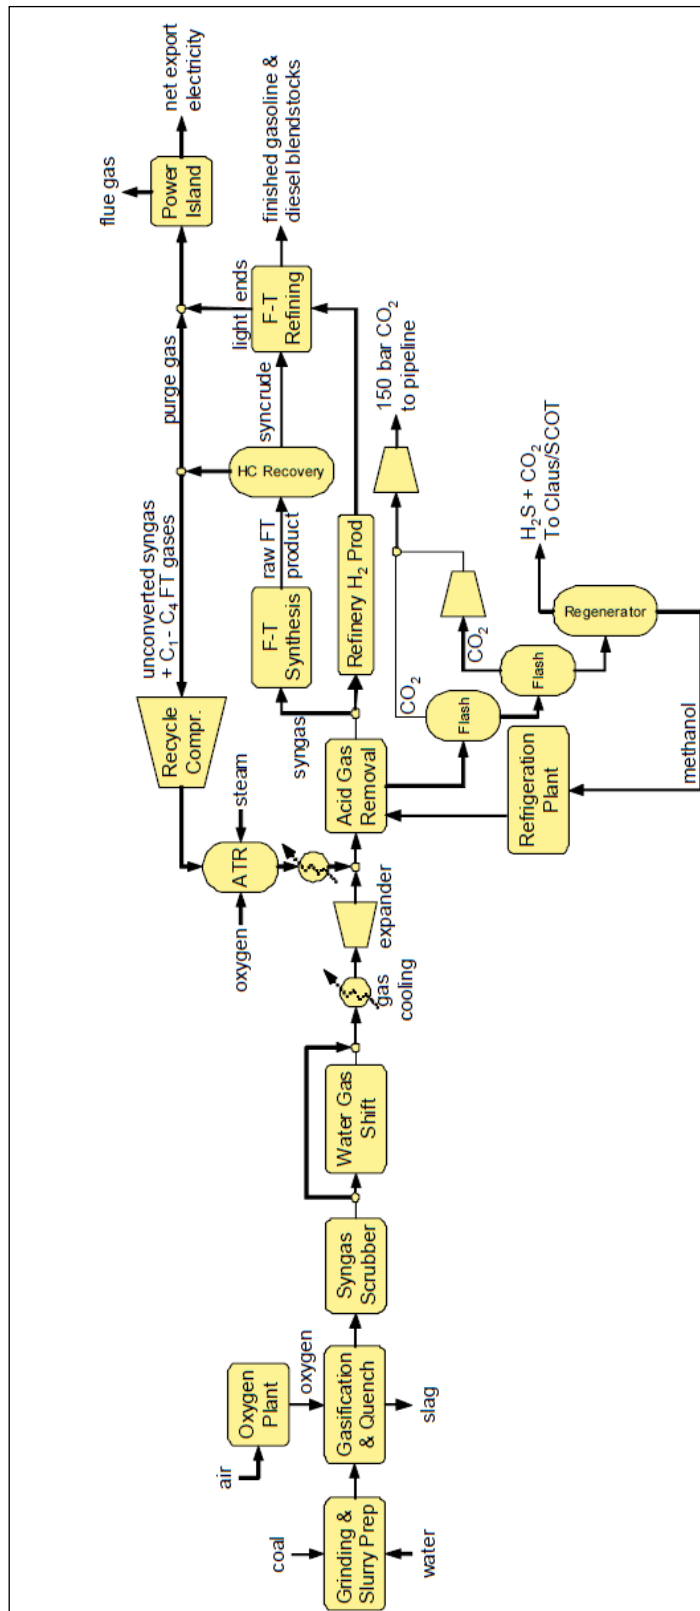 coal
water
Grinding &
Slurry Prep
air
Oxygen
Plant
oxygen
Gasification
& Quench
slag
Syngas
Scrubber
Water Gas
Shift
gas
cooling
expander
oxygen
steam
ATR
Recycle
Compr.
unconverted syngas
+ C1- C4 FT gases
purge gas
Acid Gas
Removal
syngas
F-T
Synthesis
raw FT
product
HC Recovery
syncrude
F-T
Refining
light ends
finished gasoline &
diesel blendstocks
Power
Island
flue gas
net export
electricity
Refinery H2 Prod
CO2
Flash
CO2
Flash
150 bar CO2
to pipeline
Regenerator
H2S + CO2
To Claus/SCOT
Refrigeration
Plant
methanol